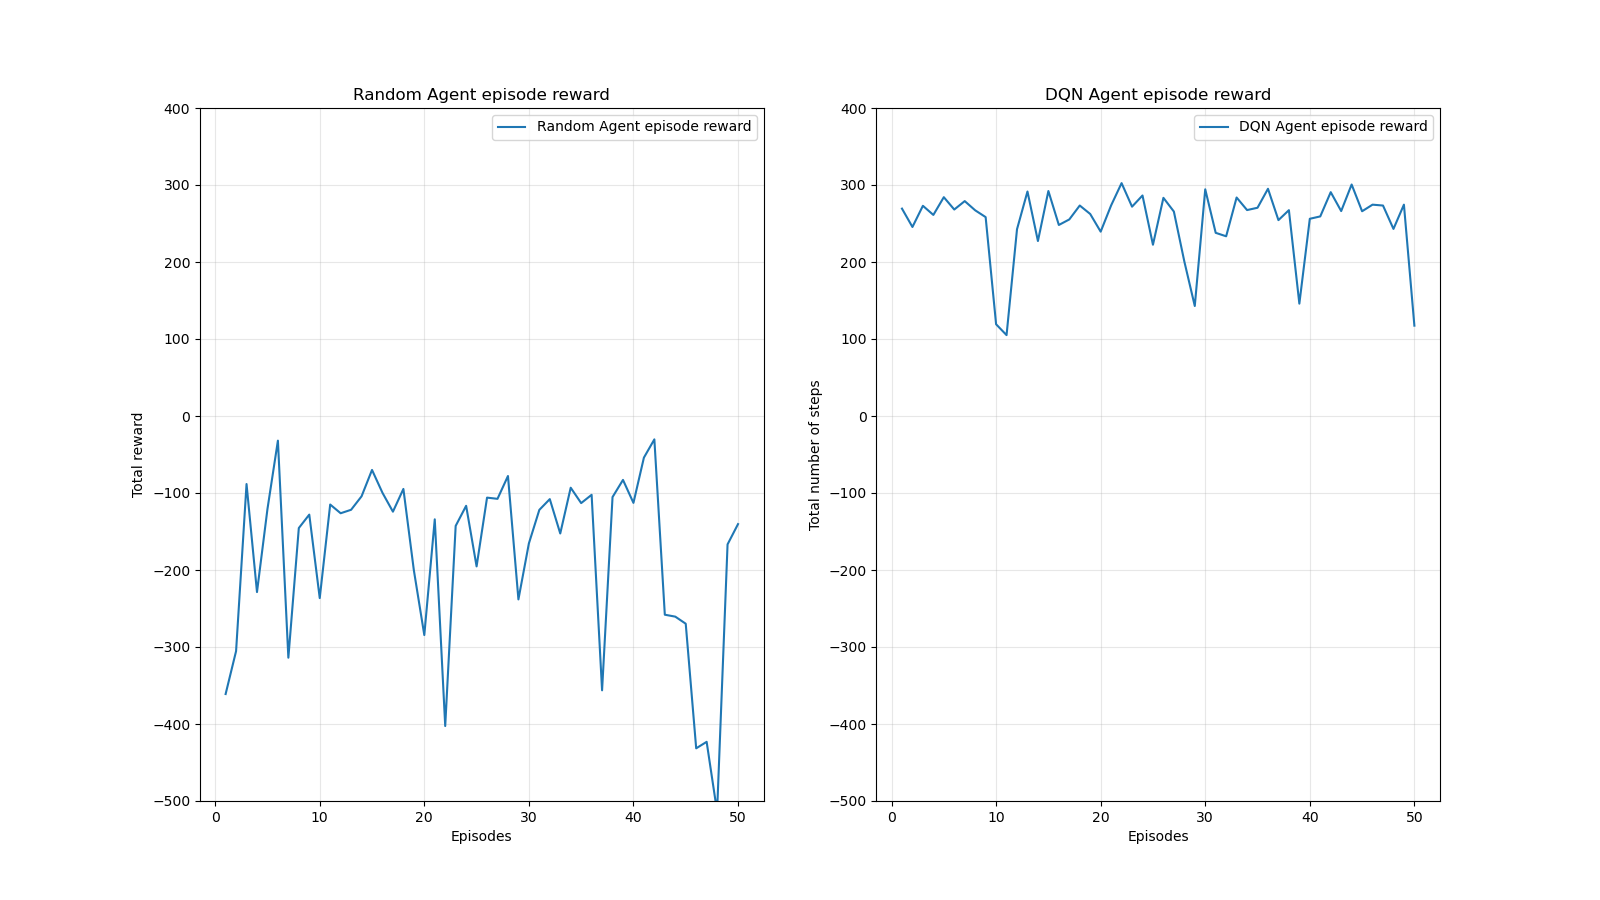 Random Agent episode reward
Random Agent episode reward
400
300
200
100
0
−100
−200
−300
−400
−500
Total reward
0 10 20 30 40 50
Episodes
DQN Agent episode reward
DQN Agent episode reward
400
300
200
100
0
−100
−200
−300
−400
−500
Total number of steps
0 10 20 30 40 50
Episodes